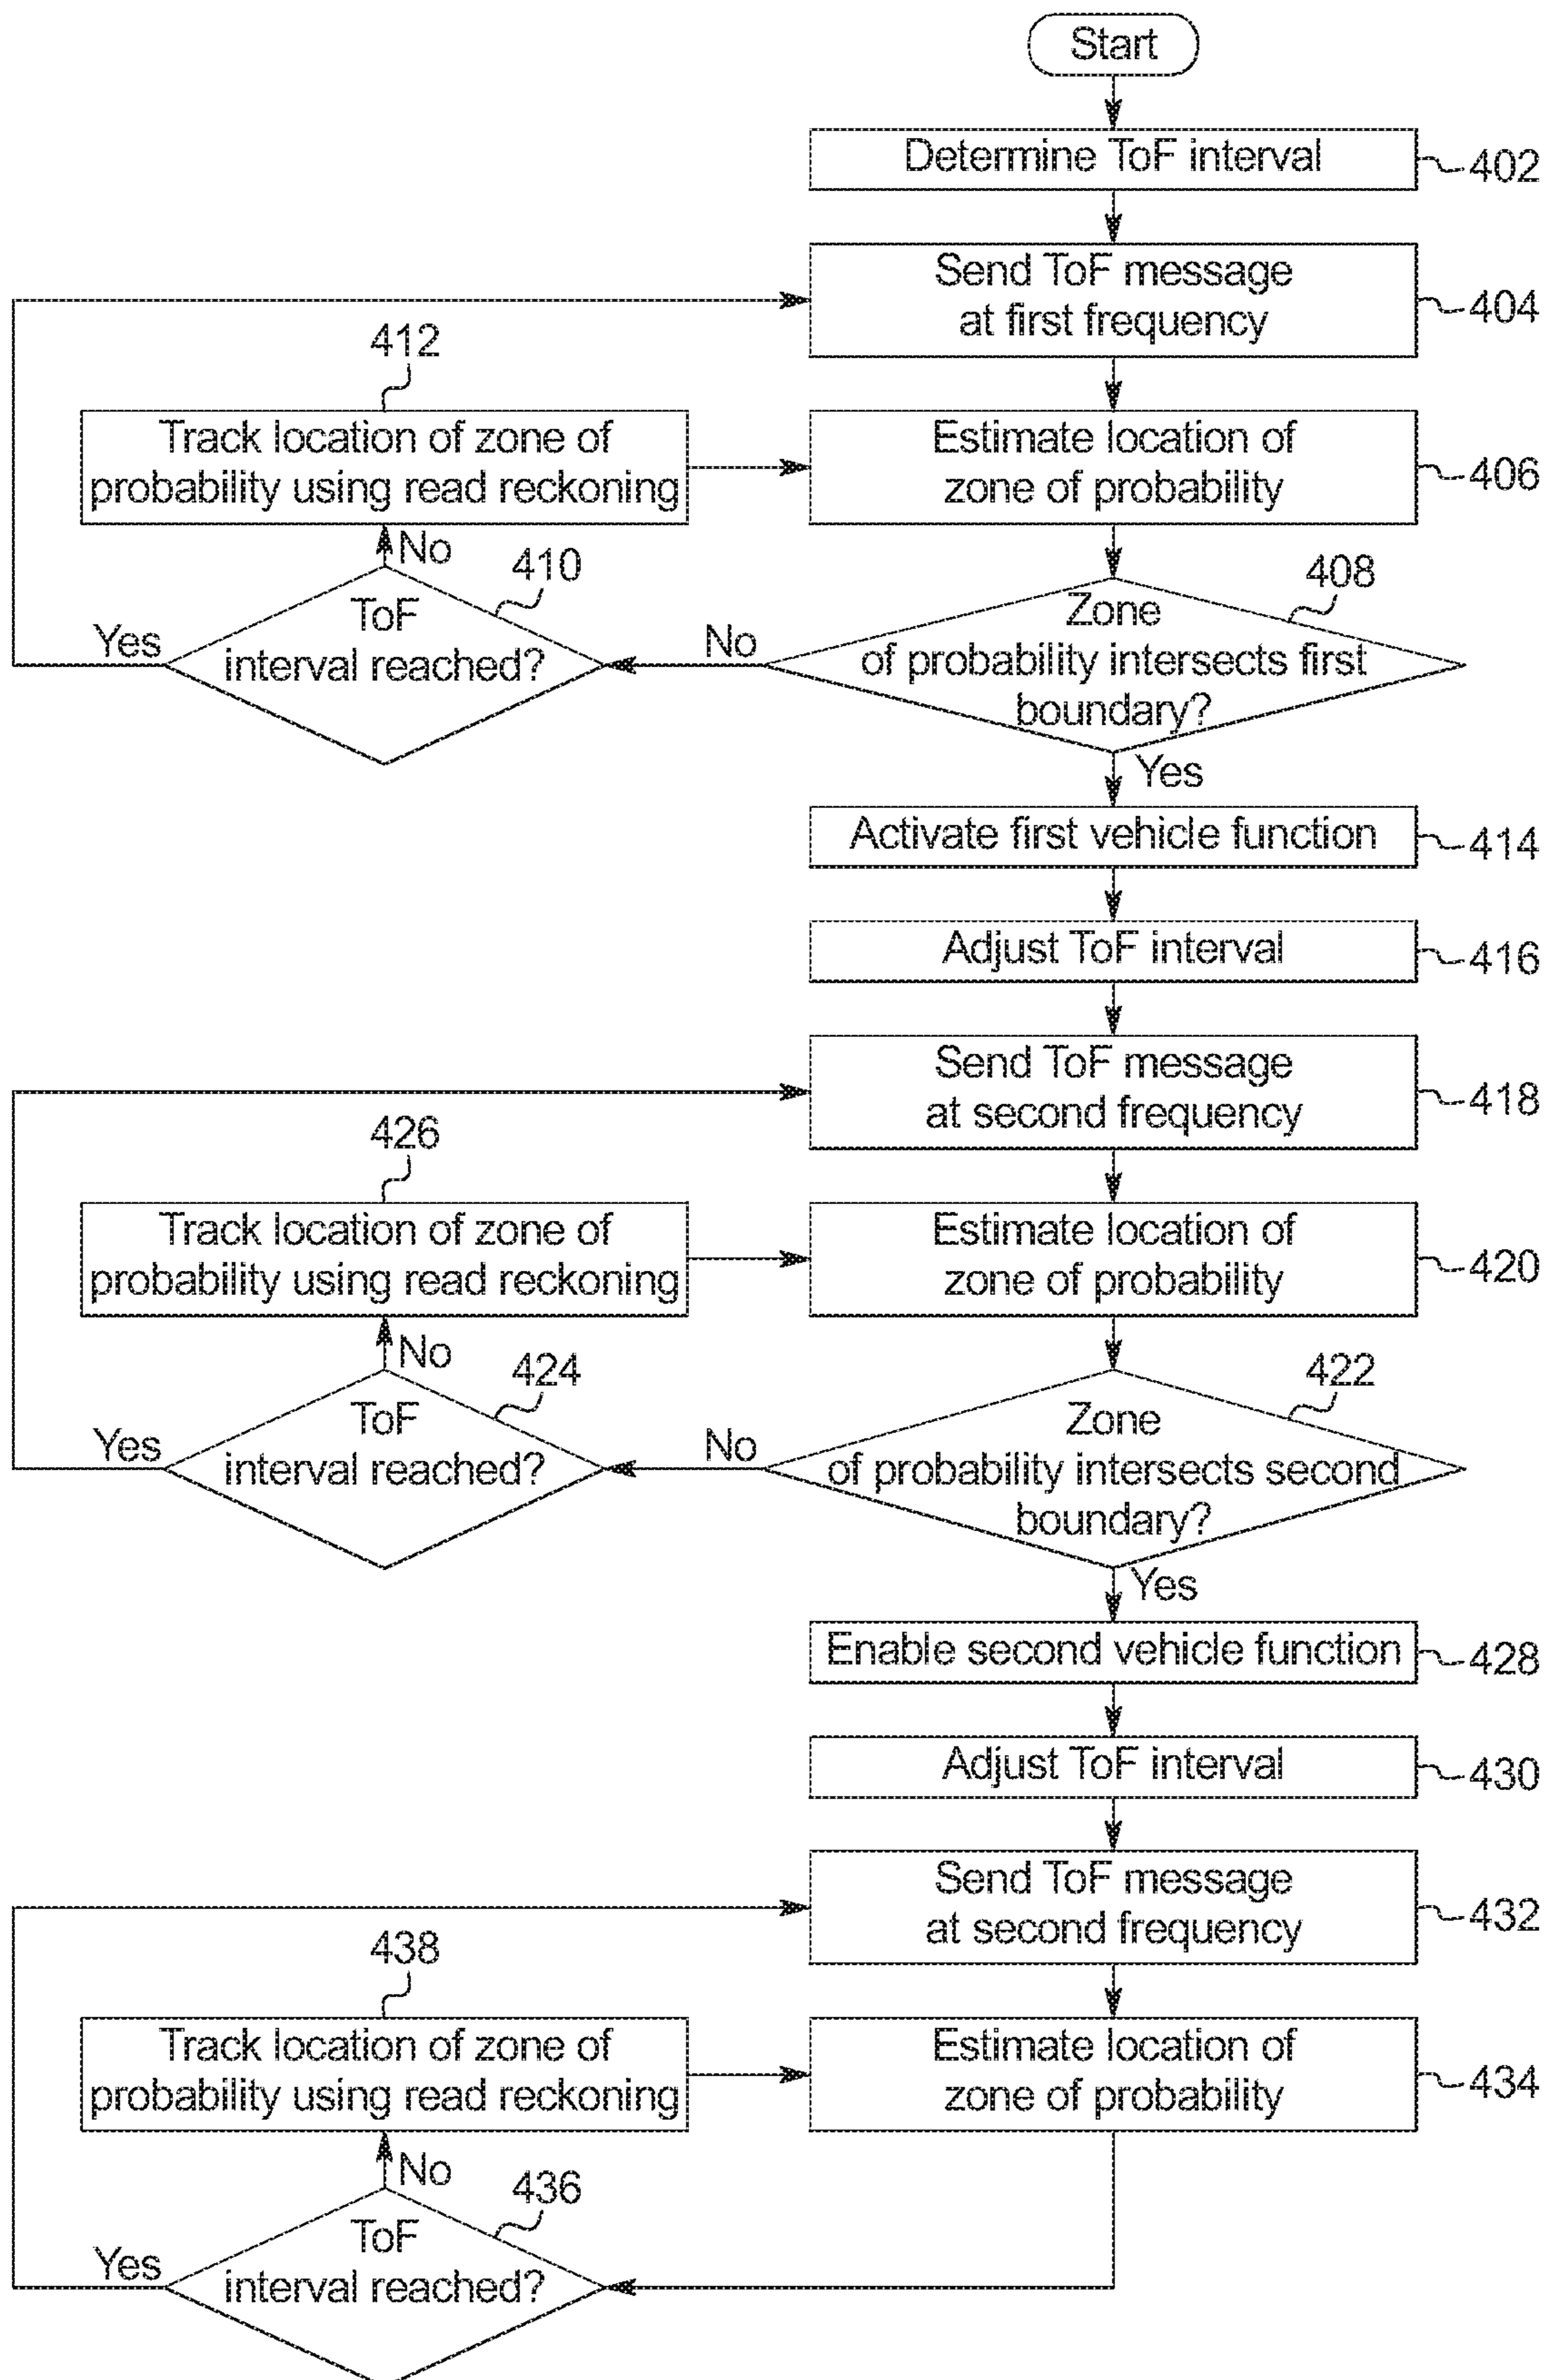 Start
Determine ToF interval
402
Send ToF message
at first frequency
404
412
Track location of zone of
probability using read reckoning
Estimate location of
zone of probability
406
No
410
408
ToF
interval reached?
Yes
No
Zone
of probability intersects first
boundary?
Yes
Activate first vehicle function
414
Adjust ToF interval
416
Send ToF message
at second frequency
418
426
Track location of zone of
probability using read reckoning
Estimate location of
zone of probability
420
No
424
422
ToF
interval reached?
Yes
No
Zone
of probability intersects second
boundary?
Yes
Enable second vehicle function
428
Adjust ToF interval
430
Send ToF message
at second frequency
432
438
Track location of zone of
probability using read reckoning
Estimate location of
zone of probability
434
No
436
ToF
interval reached?
Yes